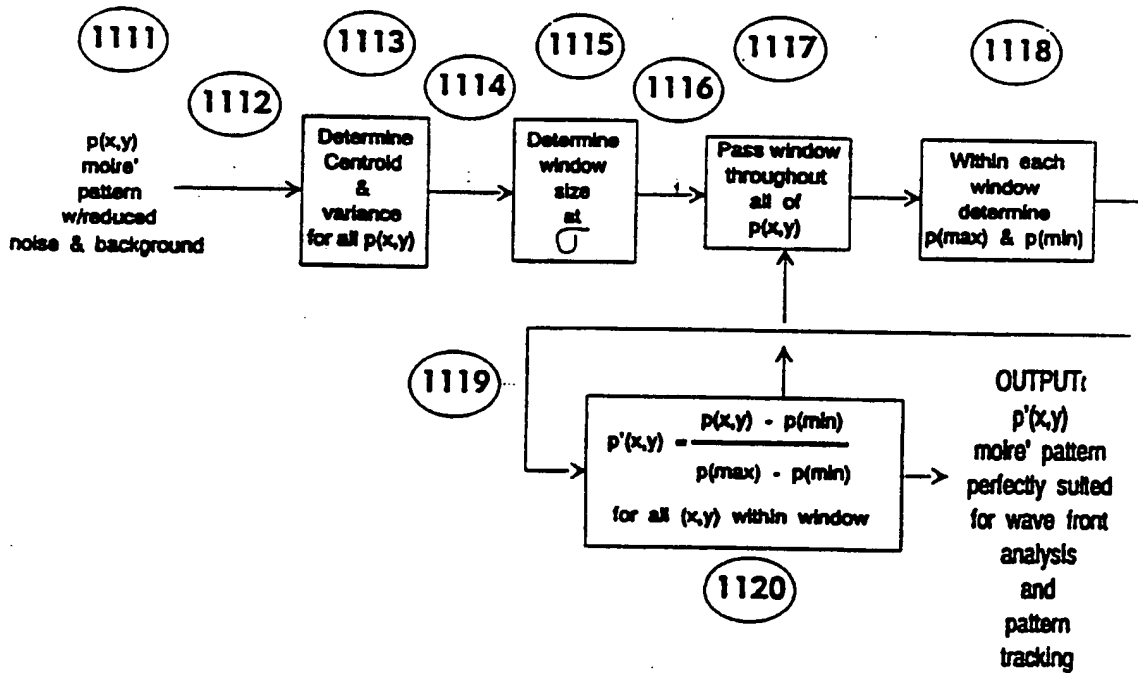 1111
1113
1115
1117
1118
1112
1114
1116
p(x,y)
moire'
pattern
w/reduced
noise & background
Determine
Centroid
&
variance
for all p(x,y)
Determine
window
size
at
σ
Pass window
throughout
all of
p(x,y)
Within each
window
determine
p(max) & p(min)
1119
p'(x,y) = p(x,y) - p(min)
p(max) - p(min)
for all (x,y) within window
1120
OUTPUT:
p'(x,y)
moire' pattern
perfectly suited
for wave front
analysis
and
pattern
tracking